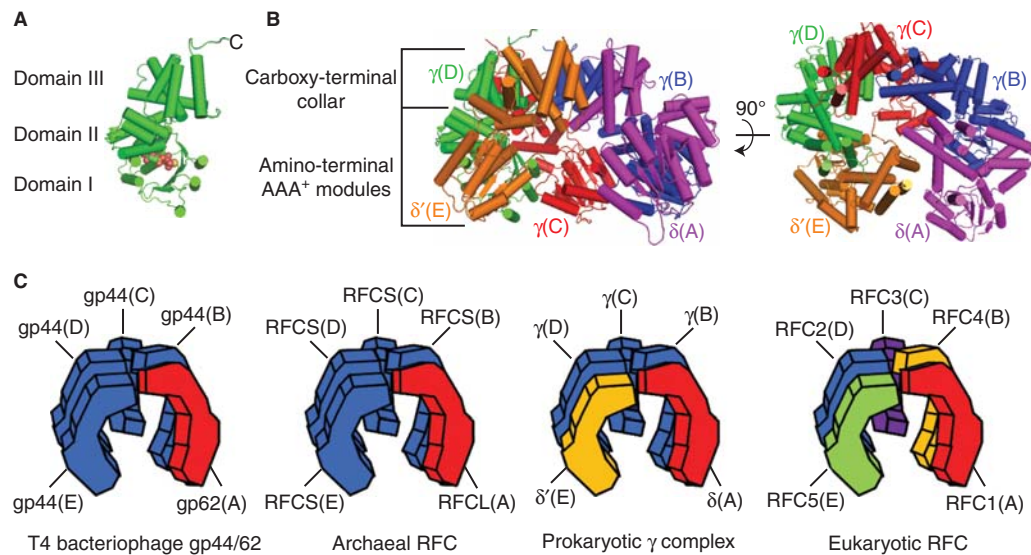 A
C
Domain III
Domain II
Domain I
B
Carboxy-terminal
collar
Amino-terminal
AAA+ modules
γ(D)
γ(B)
δ′(E)
γ(C)
δ(A)
90°
γ(D)
γ(C)
γ(B)
δ′(E)
δ(A)
C
gp44(C)
gp44(D)
gp44(B)
gp44(E)
gp62(A)
T4 bacteriophage gp44/62
RFCS(C)
RFCS(D)
RFCS(B)
RFCS(E)
RFCL(A)
Archaeal RFC
γ(C)
γ(D)
γ(B)
δ′(E)
δ(A)
Prokaryotic γ complex
RFC3(C)
RFC2(D)
RFC4(B)
RFC5(E)
RFC1(A)
Eukaryotic RFC